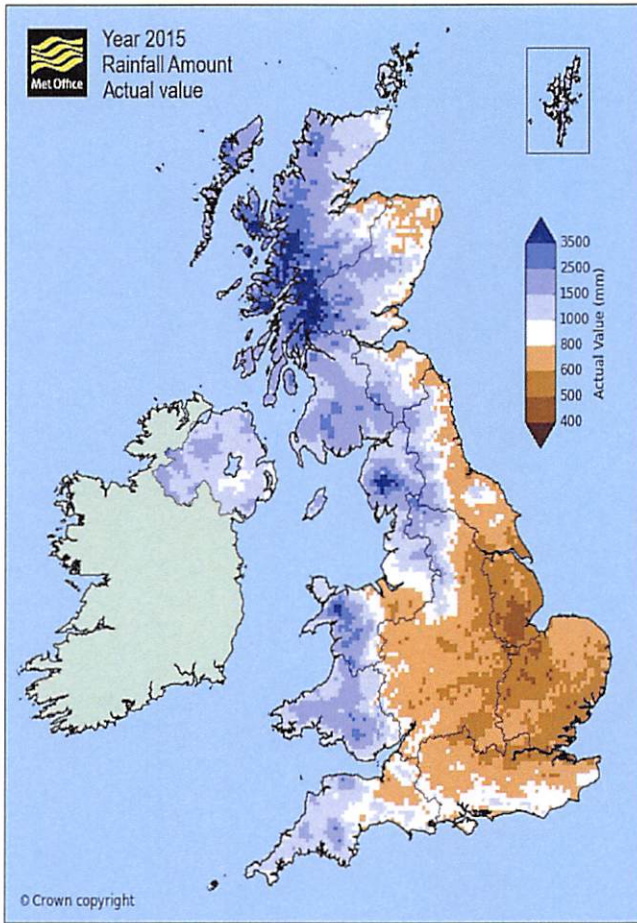 Met Office
Year 2015
Rainfall Amount
Actual value
3500
2500
1500
1000
800
600
500
400
Actual Value (mm)
© Crown copyright